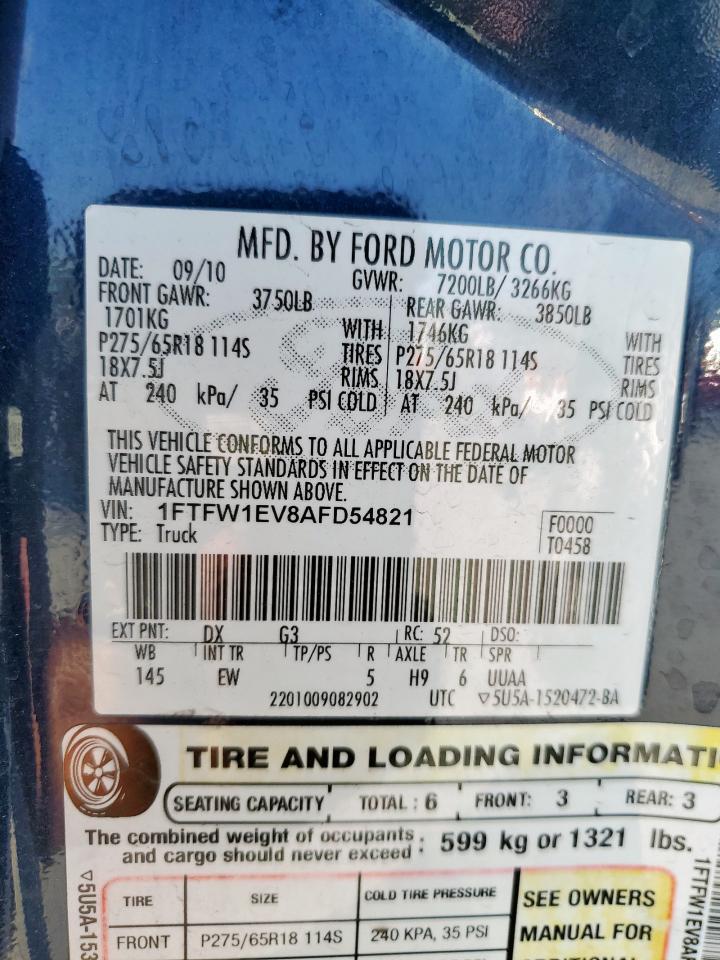 MFD. BY FORD MOTOR CO.
DATE: 09/10 GVWR: 7200LB/ 3266KG
FRONT GAWR: 3750LB REAR GAWR: 3850LB
1701KG WITH 1746KG WITH
P275/65R18 114S TIRES P275/65R18 114S TIRES
18X7.5J RIMS 18X7.5J RIMS
AT 240 kPa/ 35 PSI COLD AT 240 kPa/ 35 PSI COLD
THIS VEHICLE CONFORMS TO ALL APPLICABLE FEDERAL MOTOR
VEHICLE SAFETY STANDARDS IN EFFECT ON THE DATE OF
MANUFACTURE SHOWN ABOVE.
VIN: 1FTFW1EV8AFD54821 F0000
TYPE: Truck T0458
EXT PNT: DX G3 RC: 52 DSO:
WB INT TR TP/PS R AXLE TR SPR
145 EW 5 H9 6 UUAA
2201009082902 UTC ▽5U5A-1520472-BA
TIRE AND LOADING INFORMATI
SEATING CAPACITY TOTAL : 6 FRONT: 3 REAR: 3
The combined weight of occupants
and cargo should never exceed : 599 kg or 1321 lbs.
TIRE SIZE COLD TIRE PRESSURE SEE OWNERS
FRONT P275/65R18 114S 240 KPA, 35 PSI MANUAL FOR
▽5U5A-153
1FTFW1EV8AF